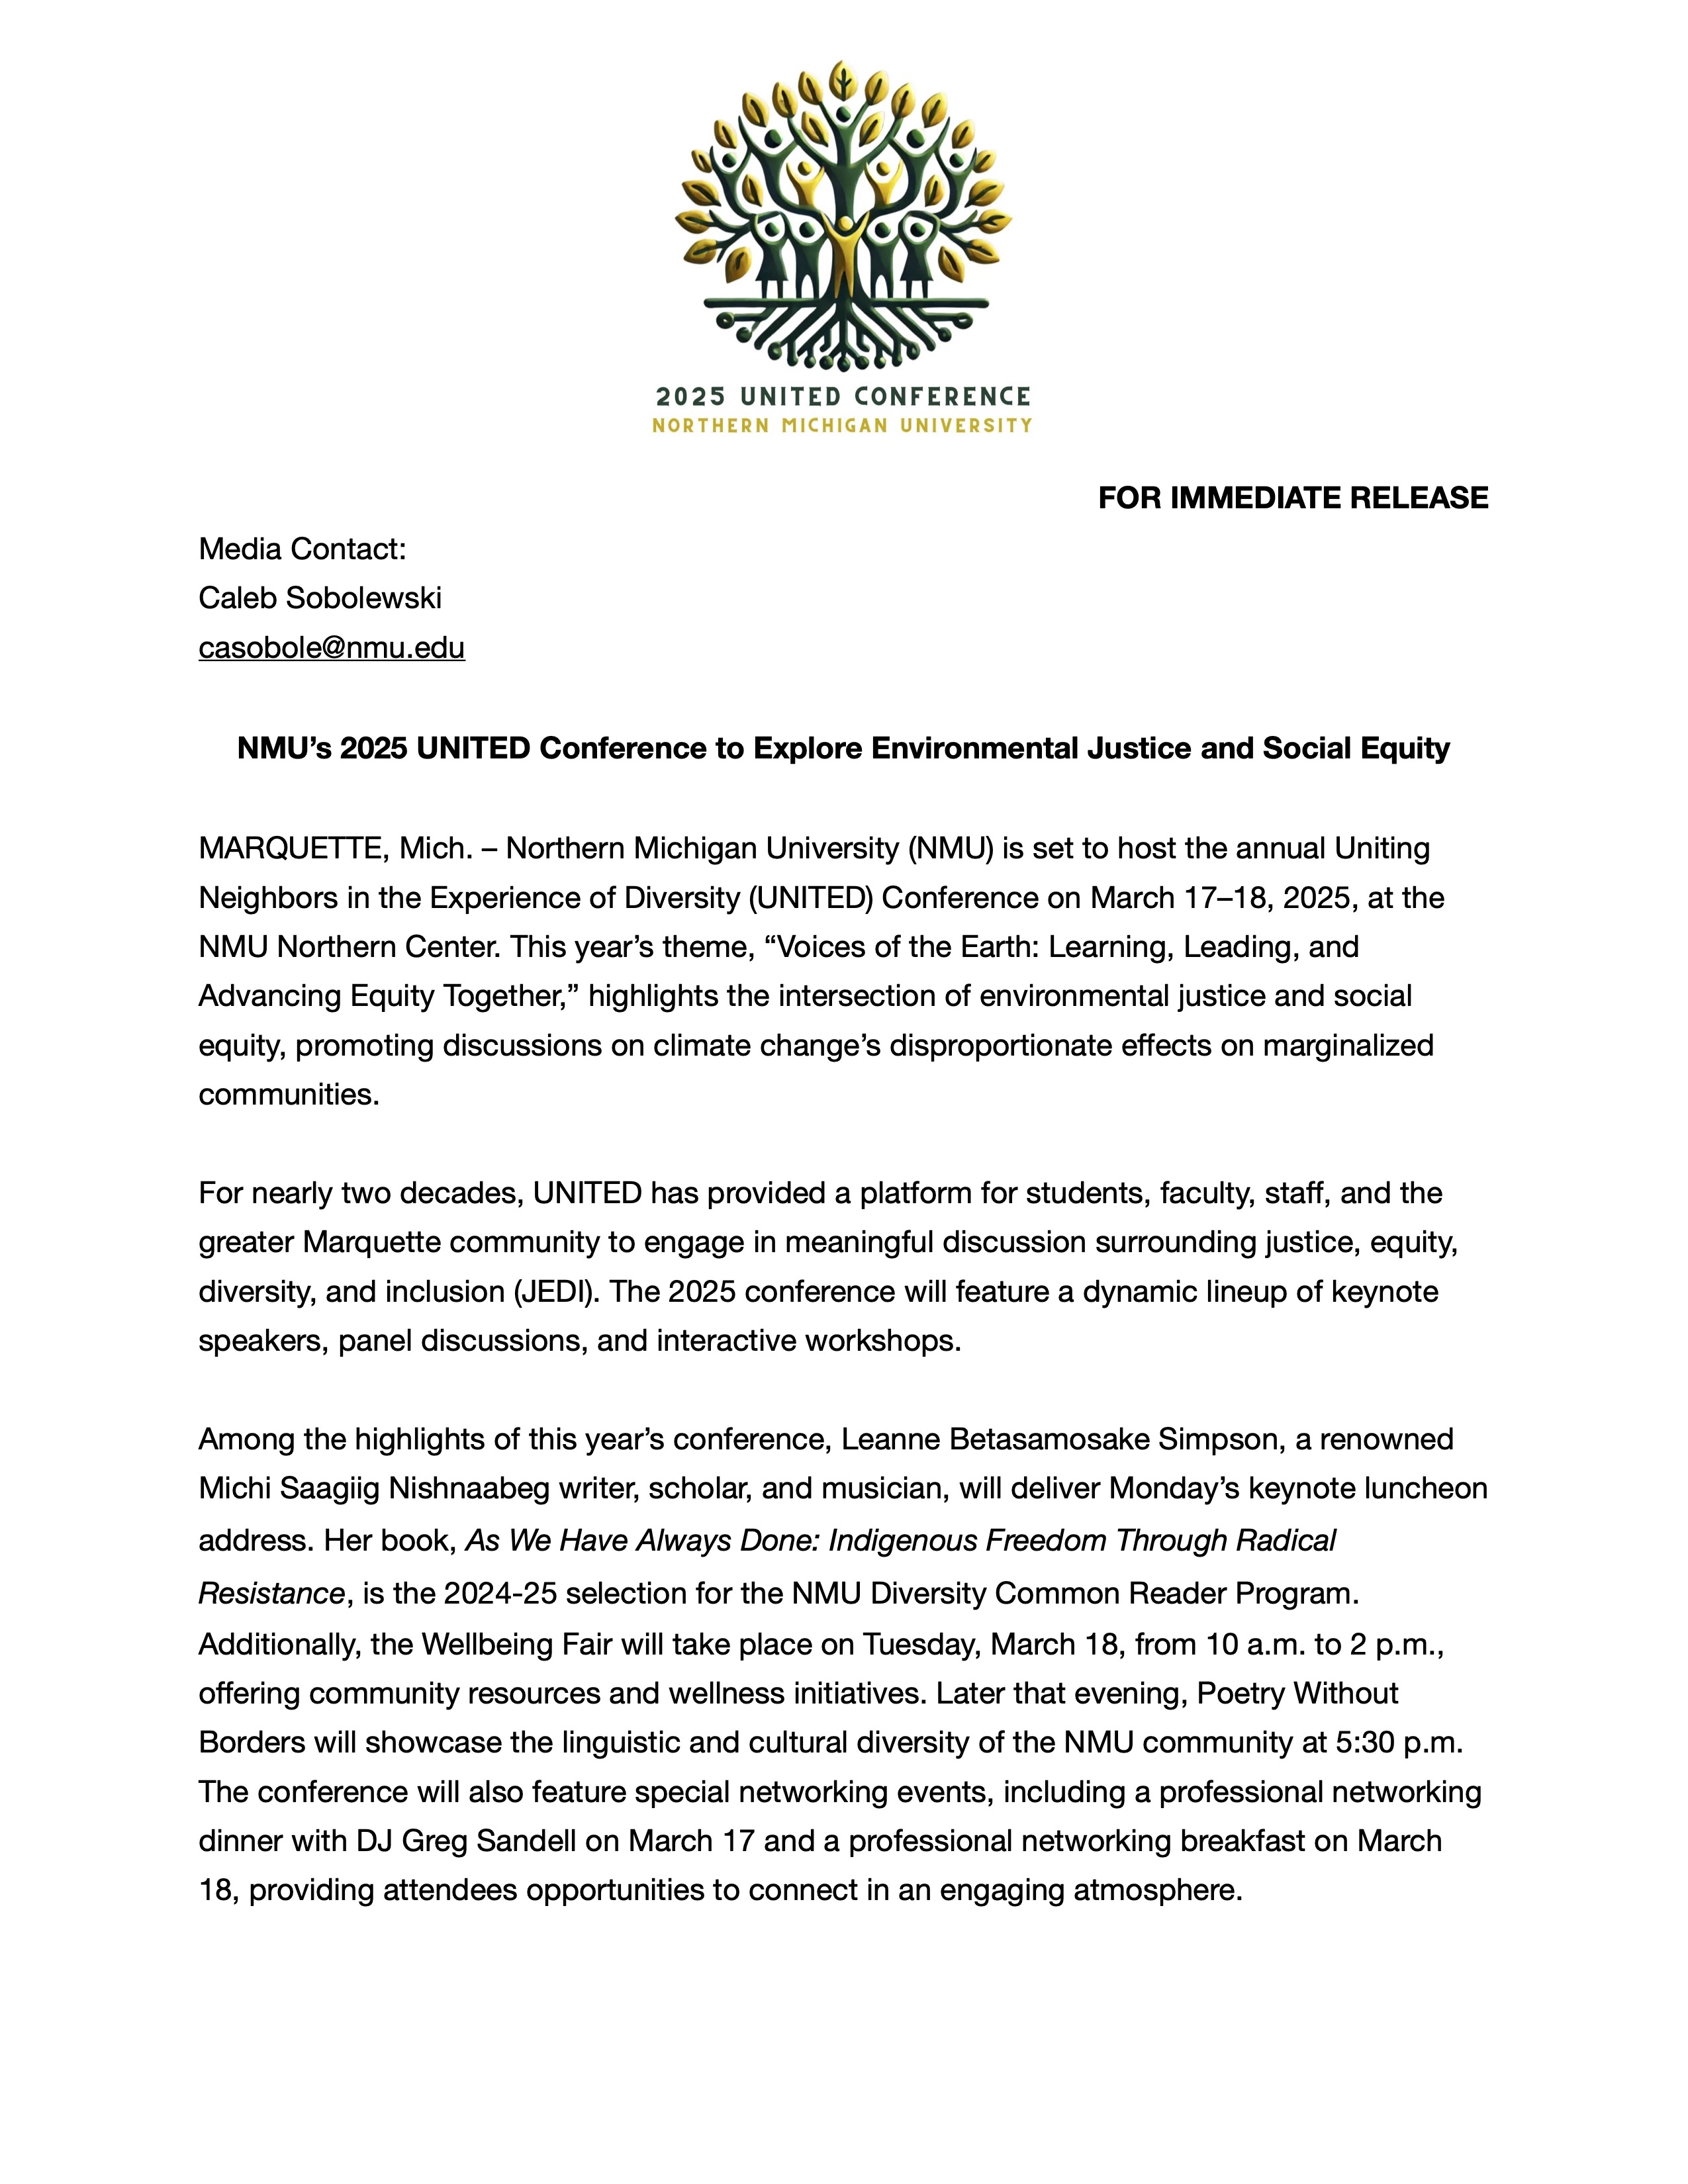 2025 UNITED CONFERENCE
NORTHERN MICHIGAN UNIVERSITY
FOR IMMEDIATE RELEASE
Media Contact:
Caleb Sobolewski
casobole@nmu.edu
NMU’s 2025 UNITED Conference to Explore Environmental Justice and Social Equity
MARQUETTE, Mich. – Northern Michigan University (NMU) is set to host the annual Uniting
Neighbors in the Experience of Diversity (UNITED) Conference on March 17–18, 2025, at the
NMU Northern Center. This year’s theme, “Voices of the Earth: Learning, Leading, and
Advancing Equity Together,” highlights the intersection of environmental justice and social
equity, promoting discussions on climate change’s disproportionate effects on marginalized
communities.
For nearly two decades, UNITED has provided a platform for students, faculty, staff, and the
greater Marquette community to engage in meaningful discussion surrounding justice, equity,
diversity, and inclusion (JEDI). The 2025 conference will feature a dynamic lineup of keynote
speakers, panel discussions, and interactive workshops.
Among the highlights of this year’s conference, Leanne Betasamosake Simpson, a renowned
Michi Saagiig Nishnaabeg writer, scholar, and musician, will deliver Monday’s keynote luncheon
address. Her book, As We Have Always Done: Indigenous Freedom Through Radical
Resistance, is the 2024-25 selection for the NMU Diversity Common Reader Program.
Additionally, the Wellbeing Fair will take place on Tuesday, March 18, from 10 a.m. to 2 p.m.,
offering community resources and wellness initiatives. Later that evening, Poetry Without
Borders will showcase the linguistic and cultural diversity of the NMU community at 5:30 p.m.
The conference will also feature special networking events, including a professional networking
dinner with DJ Greg Sandell on March 17 and a professional networking breakfast on March
18, providing attendees opportunities to connect in an engaging atmosphere.